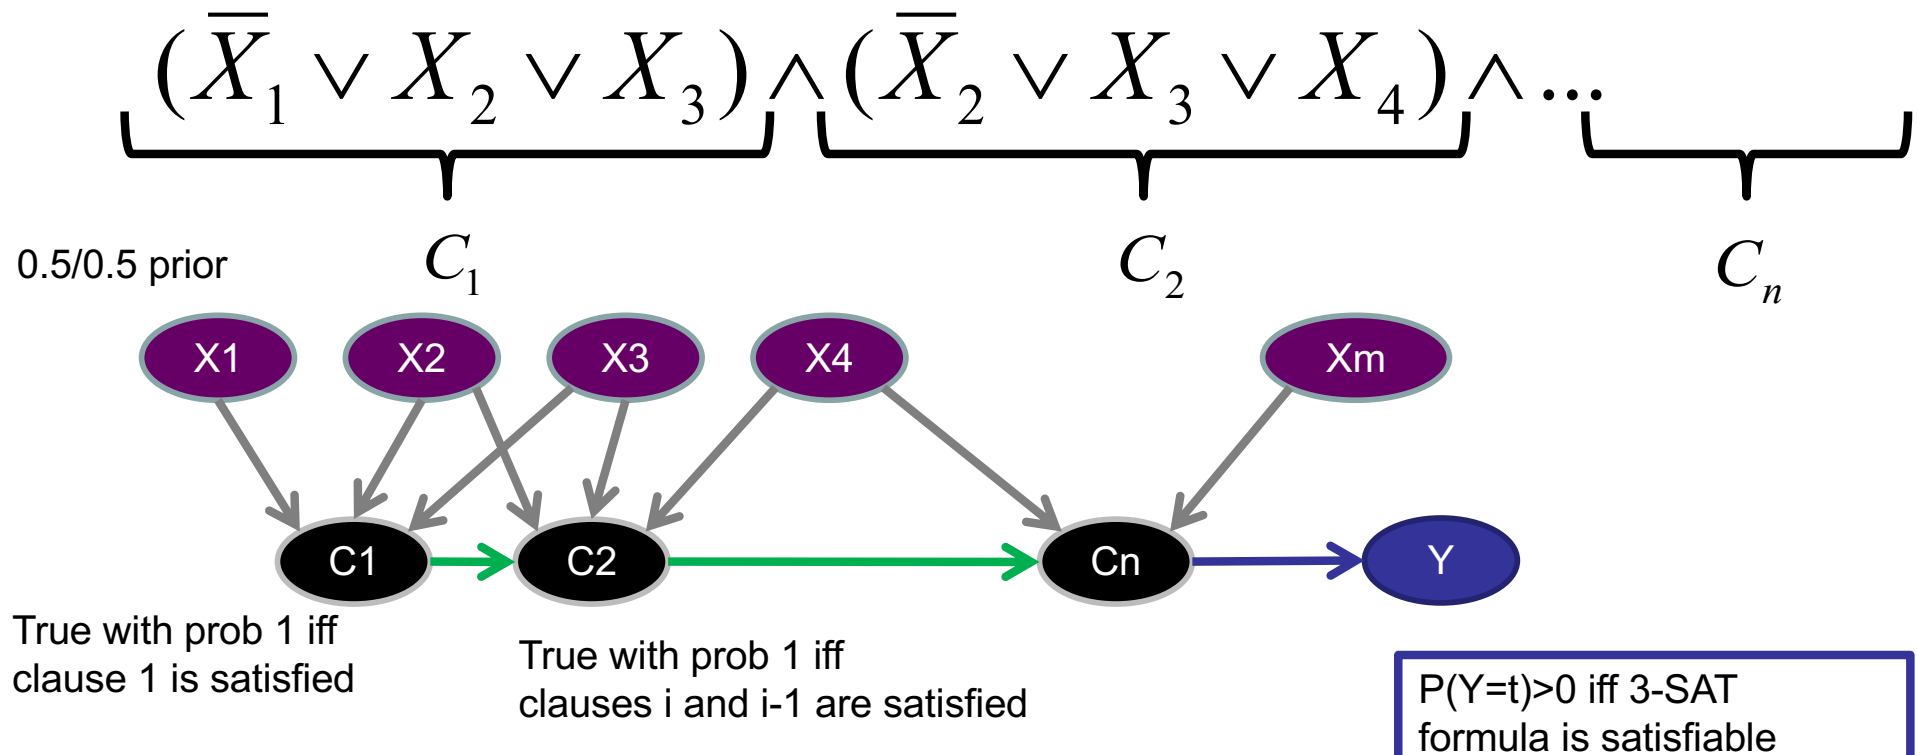 (X̅₁ ∨ X₂ ∨ X₃) ∧ (X̅₂ ∨ X₃ ∨ X₄) ∧ ...
C₁ C₂ Cₙ
0.5/0.5 prior
X1 X2 X3 X4 Xm
C1 C2 Cn Y
True with prob 1 iff
clause 1 is satisfied
True with prob 1 iff
clauses i and i-1 are satisfied
P(Y=t)>0 iff 3-SAT
formula is satisfiable